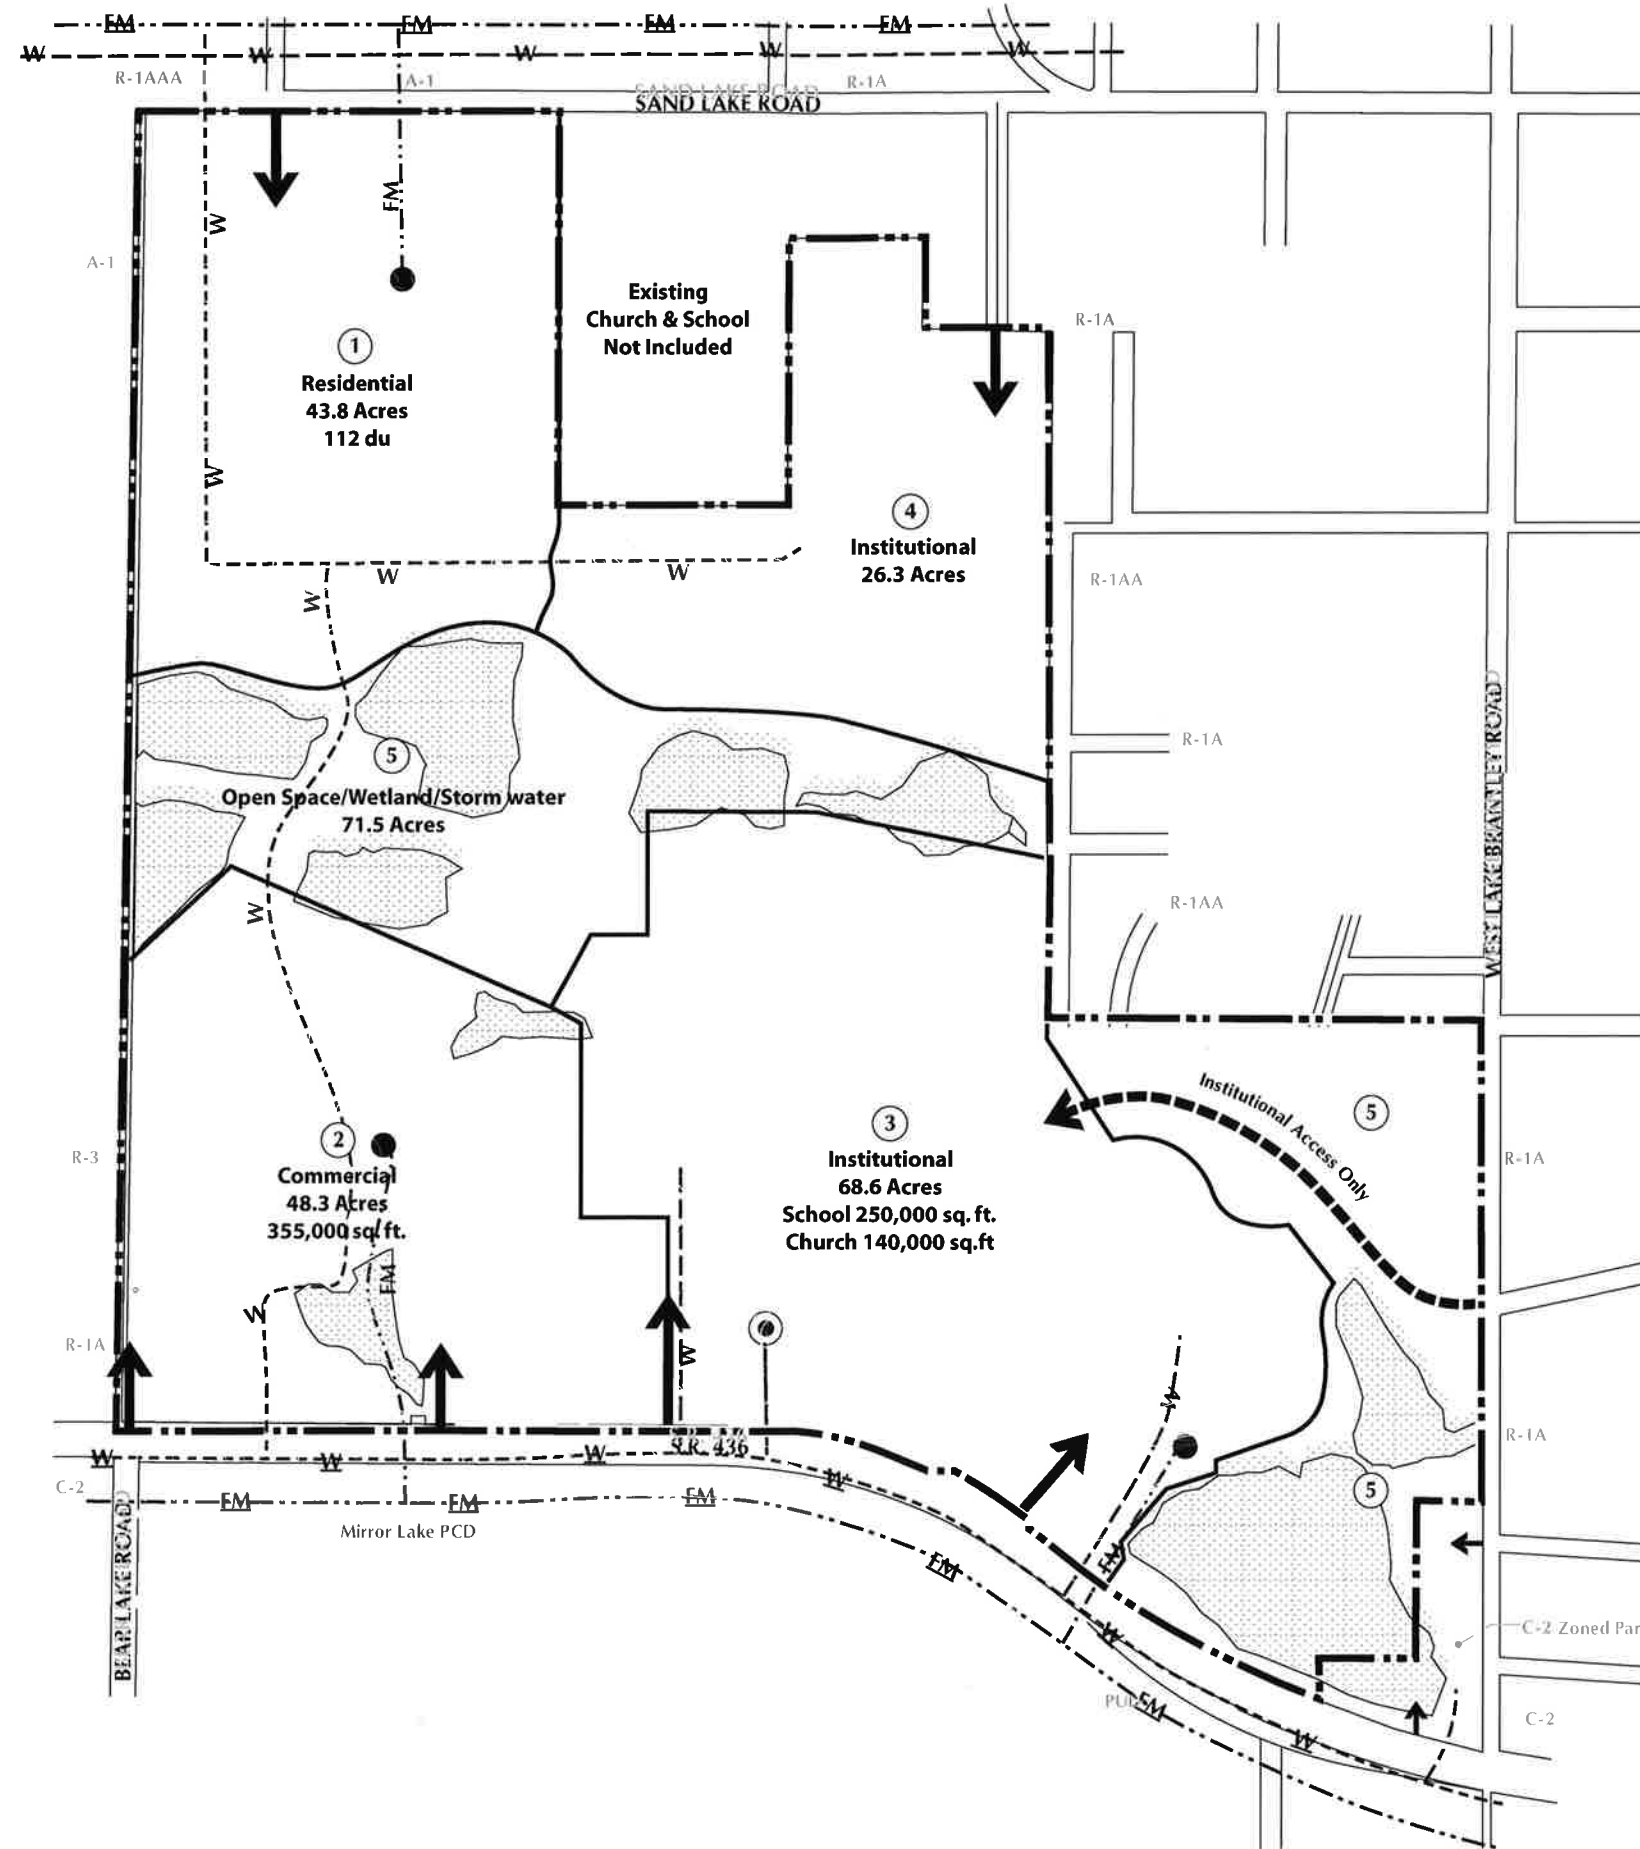 FM FM FM FM
W W W W W
R-1AAA A-1 R-1A
SAND LAKE ROAD
SAND LAKE ROAD
W
FM
A-1
Existing
Church & School
Not Included
R-1A
1
Residential
43.8 Acres
112 du
W
4
Institutional
26.3 Acres
W W
W
R-1AA
R-1A
5
Open Space/Wetland/Storm water
71.5 Acres
WEST LAKE BRANTLEY ROAD
W
R-1AA
Institutional Access Only
5
2
Commercial
48.3 Acres
355,000 sq/ft.
3
Institutional
68.6 Acres
School 250,000 sq. ft.
Church 140,000 sq.ft
R-3
R-1A
FM
W
R-1A
W
W
R-1A
S.R. 436
W W W W
C-2
FM FM FM
Mirror Lake PCD
5
FM
FM
BEAR LAKE ROAD
W
C-2 Zoned Par
FM
W
C-2